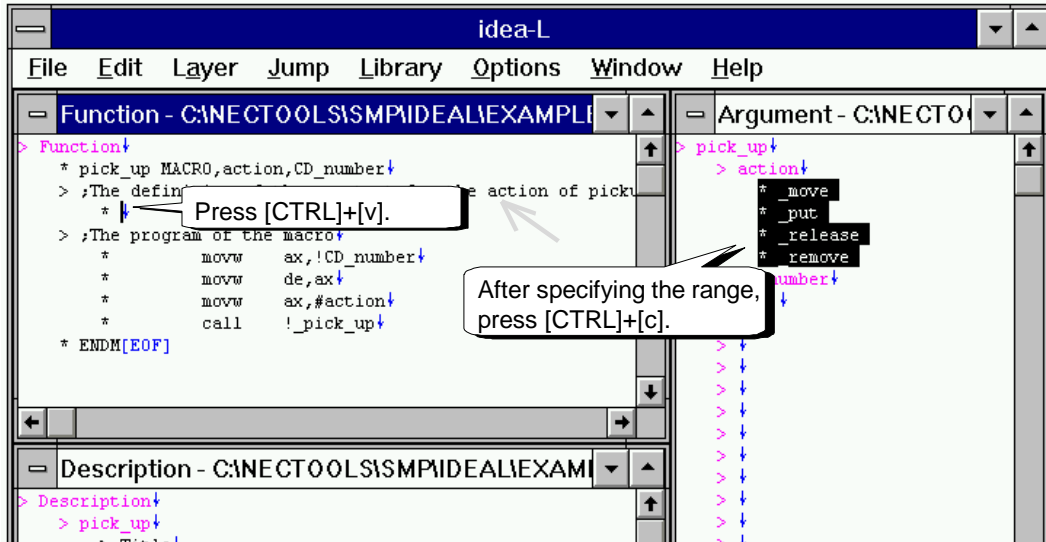 idea-L
File Edit Layer Jump Library Options Window Help
Function - C:\NECTOOLS\SMP\IDEAL\EXAMPLE
> Function↓
* pick_up MACRO,action,CD_number↓
> ;The action of picku
* ↓
> ;The program of the macro↓
* movw ax,!CD_number↓
* movw de,ax↓
* movw ax,#action↓
* call !_pick_up↓
* ENDM[EOF]
Press [CTRL]+[v].
Argument - C:\NECTO
> pick_up↓
> action↓
* _move
* _put
* _release
* _remove
number↓
↓
> ↓
> ↓
> ↓
> ↓
> ↓
> ↓
> ↓
> ↓
> ↓
After specifying the range,
press [CTRL]+[c].
Description - C:\NECTOOLS\SMP\IDEAL\EXAM
> Description↓
> pick_up↓